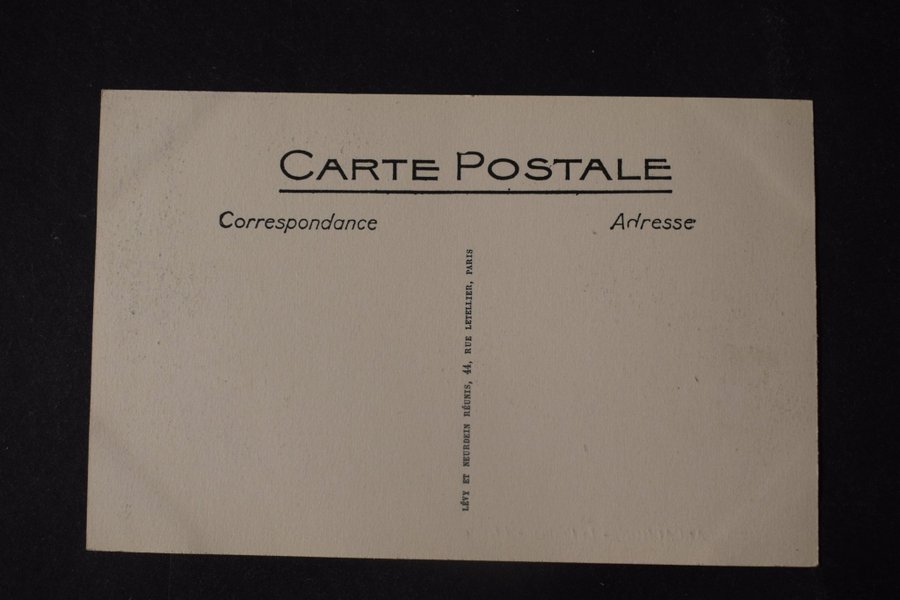 CARTE POSTALE
Correspondance
Adresse
LÉVY ET NEURDEIN RÉUNIS, 44, RUE LETELLIER, PARIS